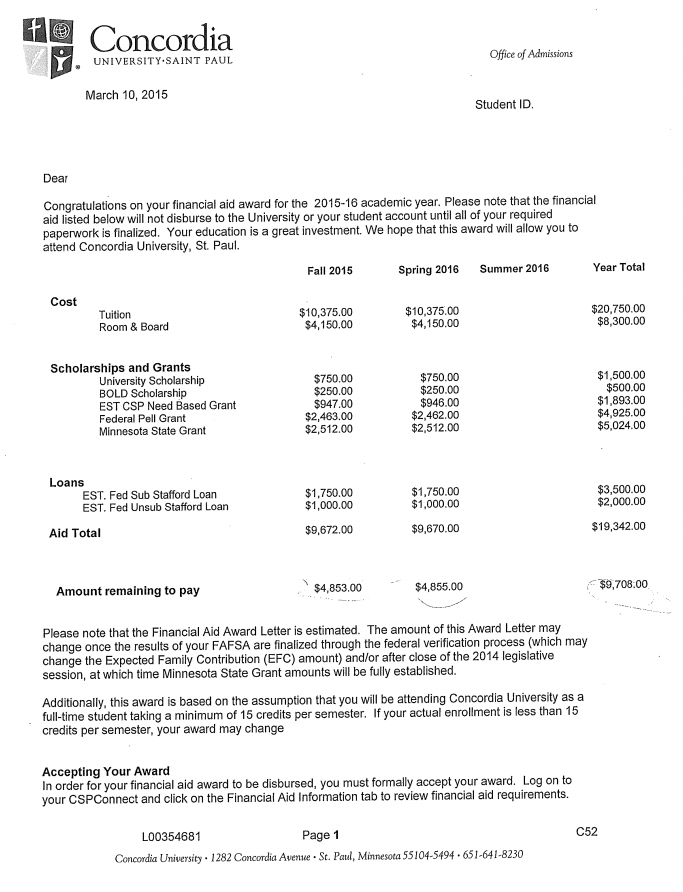 Concordia
UNIVERSITY·SAINT PAUL
Office of Admissions
March 10, 2015
Student ID.
Dear
Congratulations on your financial aid award for the 2015-16 academic year. Please note that the financial
aid listed below will not disburse to the University or your student account until all of your required
paperwork is finalized. Your education is a great investment. We hope that this award will allow you to
attend Concordia University, St. Paul.
Fall 2015 Spring 2016 Summer 2016 Year Total
Cost
Tuition $10,375.00 $10,375.00 $20,750.00
Room & Board $4,150.00 $4,150.00 $8,300.00
Scholarships and Grants
University Scholarship $750.00 $750.00 $1,500.00
BOLD Scholarship $250.00 $250.00 $500.00
EST CSP Need Based Grant $947.00 $946.00 $1,893.00
Federal Pell Grant $2,463.00 $2,462.00 $4,925.00
Minnesota State Grant $2,512.00 $2,512.00 $5,024.00
Loans
EST. Fed Sub Stafford Loan $1,750.00 $1,750.00 $3,500.00
EST. Fed Unsub Stafford Loan $1,000.00 $1,000.00 $2,000.00
Aid Total $9,672.00 $9,670.00 $19,342.00
Amount remaining to pay $4,853.00 $4,855.00 $9,708.00
Please note that the Financial Aid Award Letter is estimated. The amount of this Award Letter may
change once the results of your FAFSA are finalized through the federal verification process (which may
change the Expected Family Contribution (EFC) amount) and/or after close of the 2014 legislative
session, at which time Minnesota State Grant amounts will be fully established.
Additionally, this award is based on the assumption that you will be attending Concordia University as a
full-time student taking a minimum of 15 credits per semester. If your actual enrollment is less than 15
credits per semester, your award may change
Accepting Your Award
In order for your financial aid award to be disbursed, you must formally accept your award. Log on to
your CSPConnect and click on the Financial Aid Information tab to review financial aid requirements.
L00354681 Page 1 C52
Concordia University · 1282 Concordia Avenue · St. Paul, Minnesota 55104-5494 · 651-641-8230